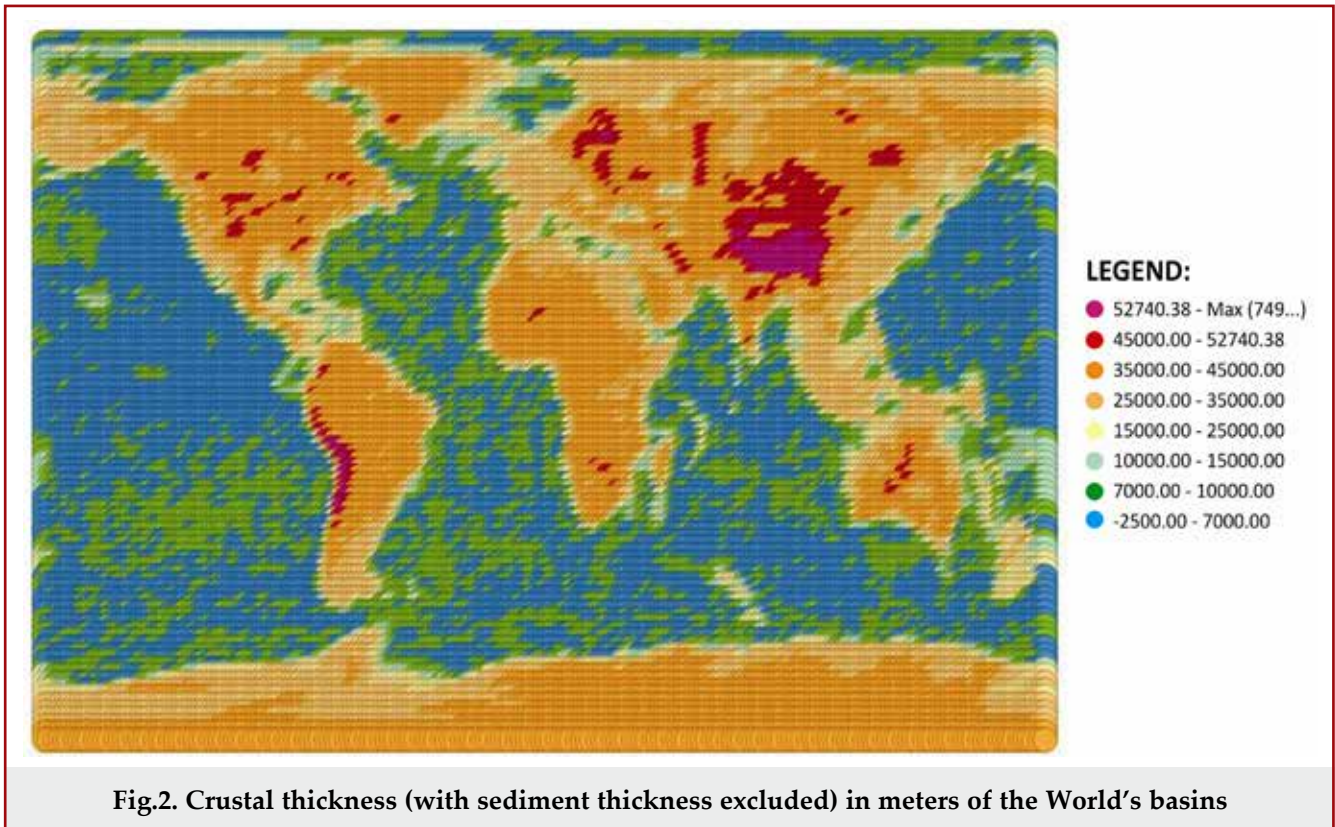 LEGEND:
52740.38 - Max (749...)
45000.00 - 52740.38
35000.00 - 45000.00
25000.00 - 35000.00
15000.00 - 25000.00
10000.00 - 15000.00
7000.00 - 10000.00
-2500.00 - 7000.00
Fig.2. Crustal thickness (with sediment thickness excluded) in meters of the World’s basins